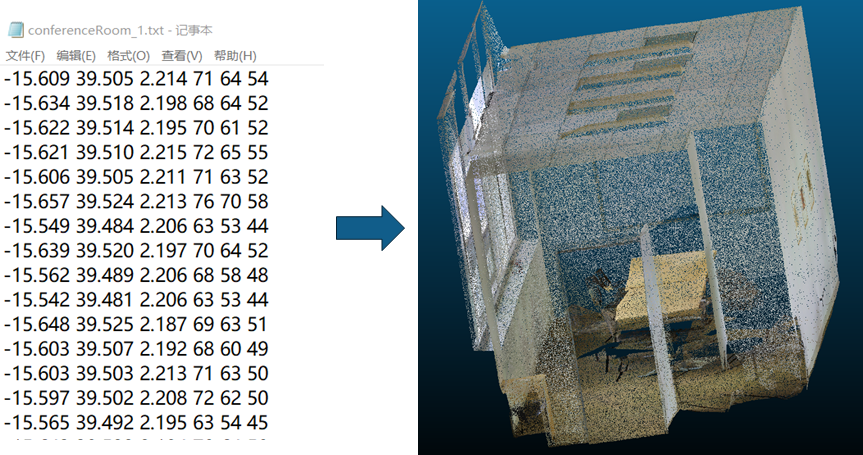 conferenceRoom_1.txt - 记事本
文件(F) 编辑(E) 格式(O) 查看(V) 帮助(H)
-15.609 39.505 2.214 71 64 54
-15.634 39.518 2.198 68 64 52
-15.622 39.514 2.195 70 61 52
-15.621 39.510 2.215 72 65 55
-15.606 39.505 2.211 71 63 52
-15.657 39.524 2.213 76 70 58
-15.549 39.484 2.206 63 53 44
-15.639 39.520 2.197 70 64 52
-15.562 39.489 2.206 68 58 48
-15.542 39.481 2.206 63 53 44
-15.648 39.525 2.187 69 63 51
-15.603 39.507 2.192 68 60 49
-15.603 39.503 2.213 71 63 50
-15.597 39.502 2.208 72 62 50
-15.565 39.492 2.195 63 54 45